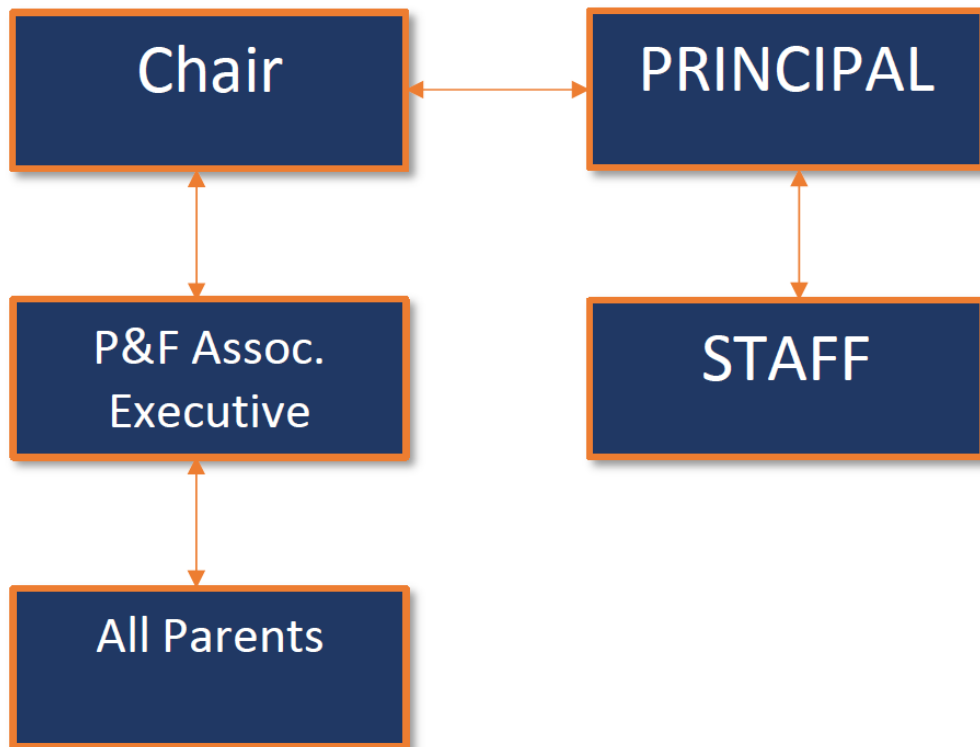 Chair
PRINCIPAL
P&F Assoc.
Executive
STAFF
All Parents